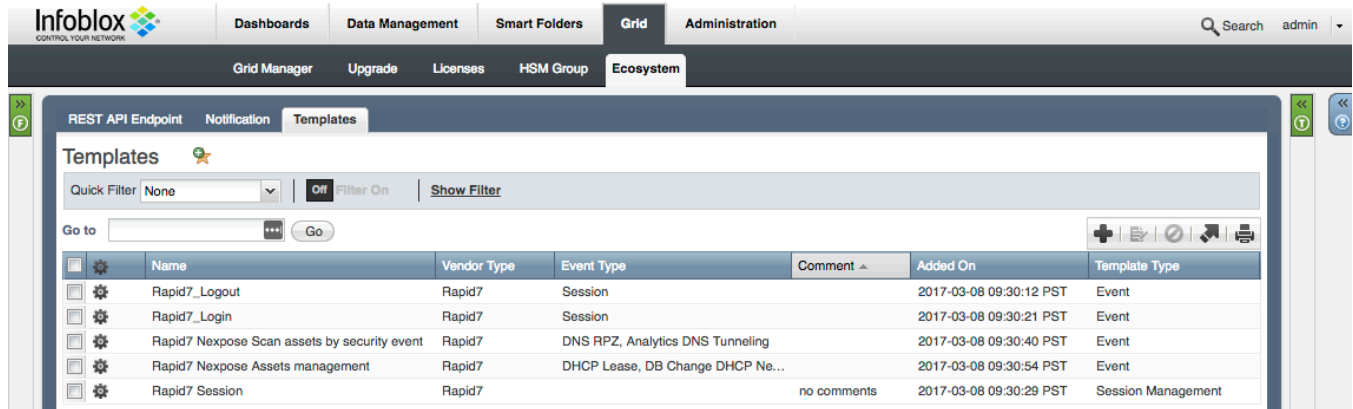 Infoblox
CONTROL YOUR NETWORK
Dashboards Data Management Smart Folders Grid Administration
Search admin
Grid Manager Upgrade Licenses HSM Group Ecosystem
REST API Endpoint Notification Templates
Templates
Quick Filter None Off Filter On Show Filter
Go to Go
Name Vendor Type Event Type Comment Added On Template Type
Rapid7_Logout Rapid7 Session 2017-03-08 09:30:12 PST Event
Rapid7_Login Rapid7 Session 2017-03-08 09:30:21 PST Event
Rapid7 Nexpose Scan assets by security event Rapid7 DNS RPZ, Analytics DNS Tunneling 2017-03-08 09:30:40 PST Event
Rapid7 Nexpose Assets management Rapid7 DHCP Lease, DB Change DHCP Ne... 2017-03-08 09:30:54 PST Event
Rapid7 Session Rapid7 no comments 2017-03-08 09:30:29 PST Session Management
F
T
?